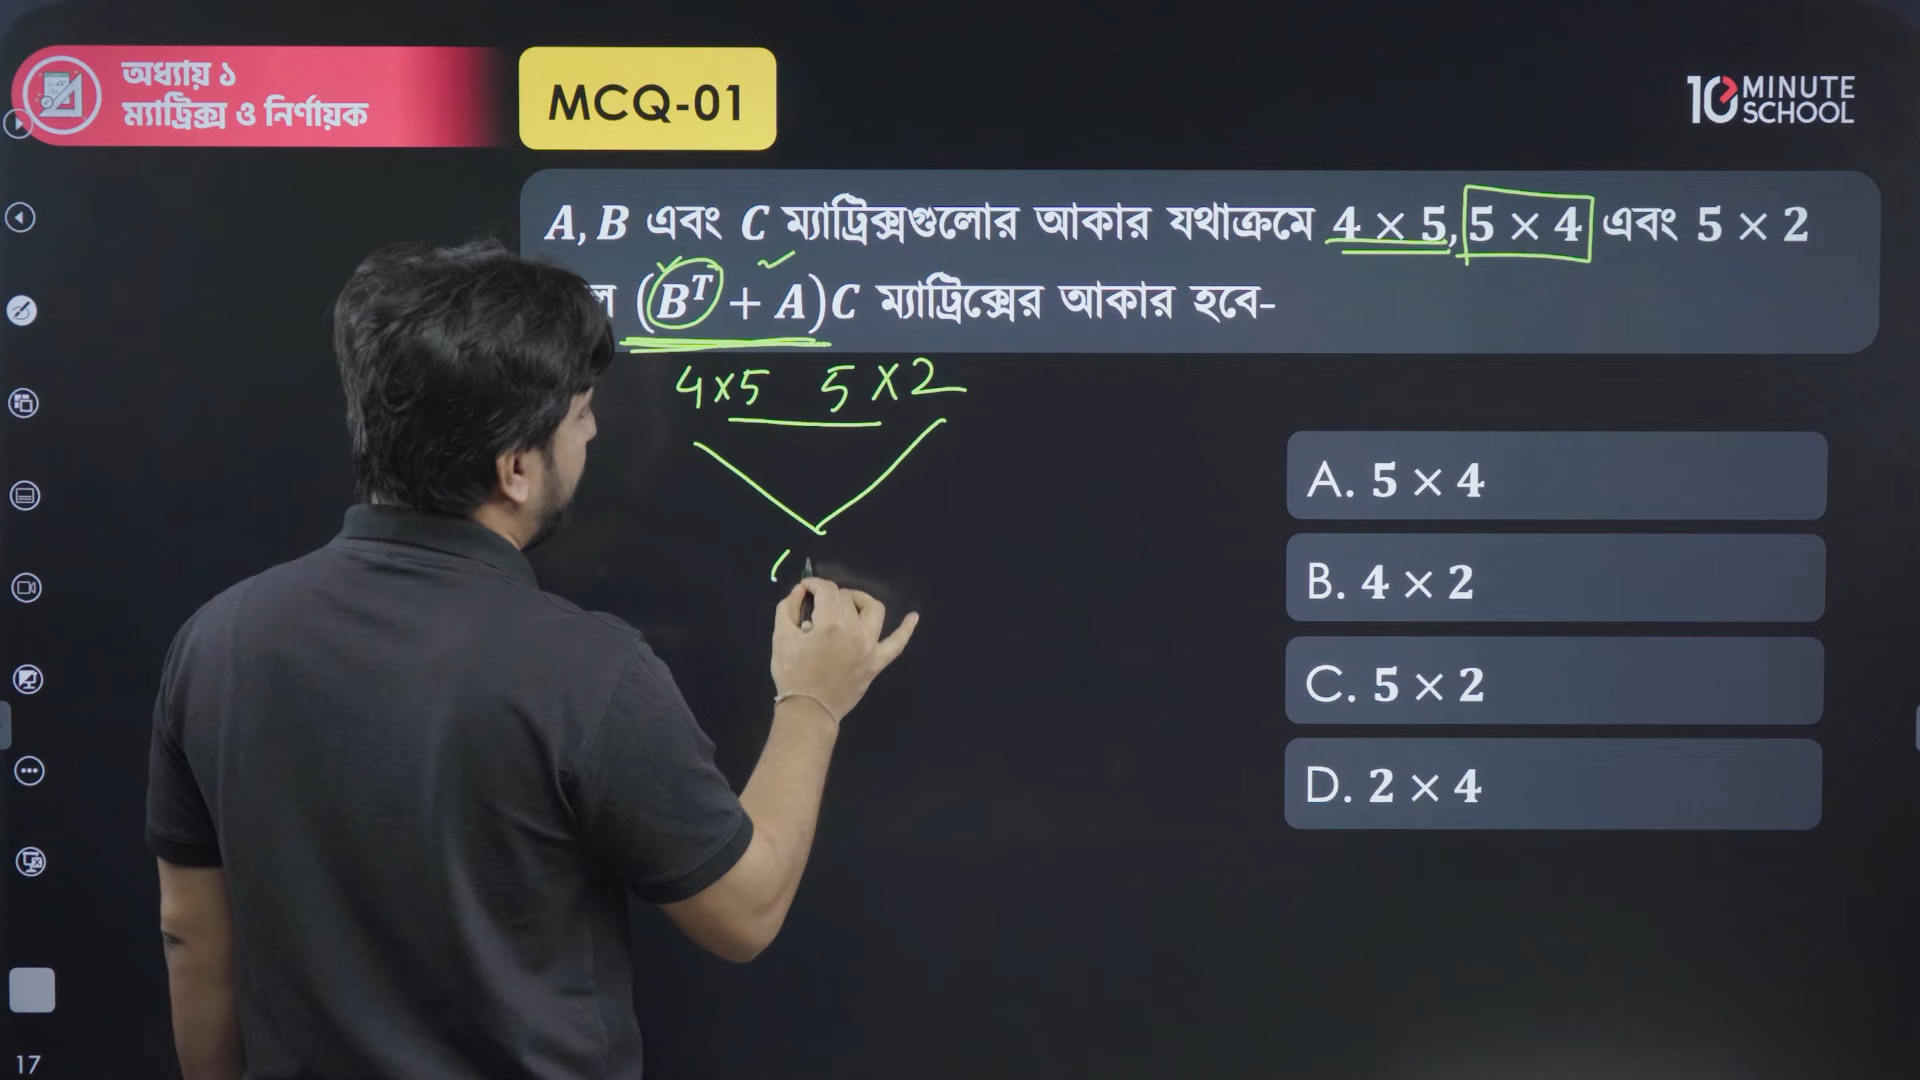 অধ্যায় ১
ম্যাট্রিক্স ও নির্ণায়ক
MCQ-01
10 MINUTE SCHOOL
A, B এবং C ম্যাট্রিক্সগুলোর আকার যথাক্রমে 4 × 5, 5 × 4 এবং 5 × 2
(Bᵀ + A)C ম্যাট্রিক্সের আকার হবে-
4×5 5×2
A. 5 × 4
B. 4 × 2
C. 5 × 2
D. 2 × 4
17